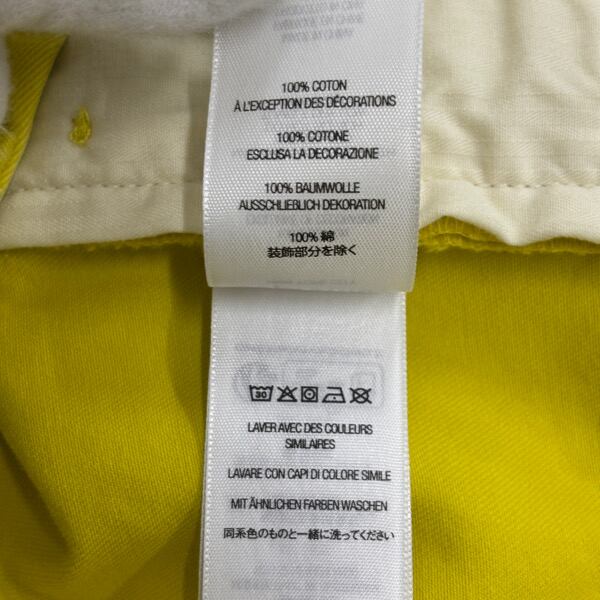 100% COTON
À L'EXCEPTION DES DÉCORATIONS
100% COTONE
ESCLUSA LA DECORAZIONE
100% BAUMWOLLE
AUSSCHLIEBLICH DEKORATION
100% 綿
装飾部分を除く
30
LAVER AVEC DES COULEURS
SIMILAIRES
LAVARE CON CAPI DI COLORE SIMILE
MIT ÄHNLICHEN FARBEN WASCHEN
同系色のものと一緒に洗ってください